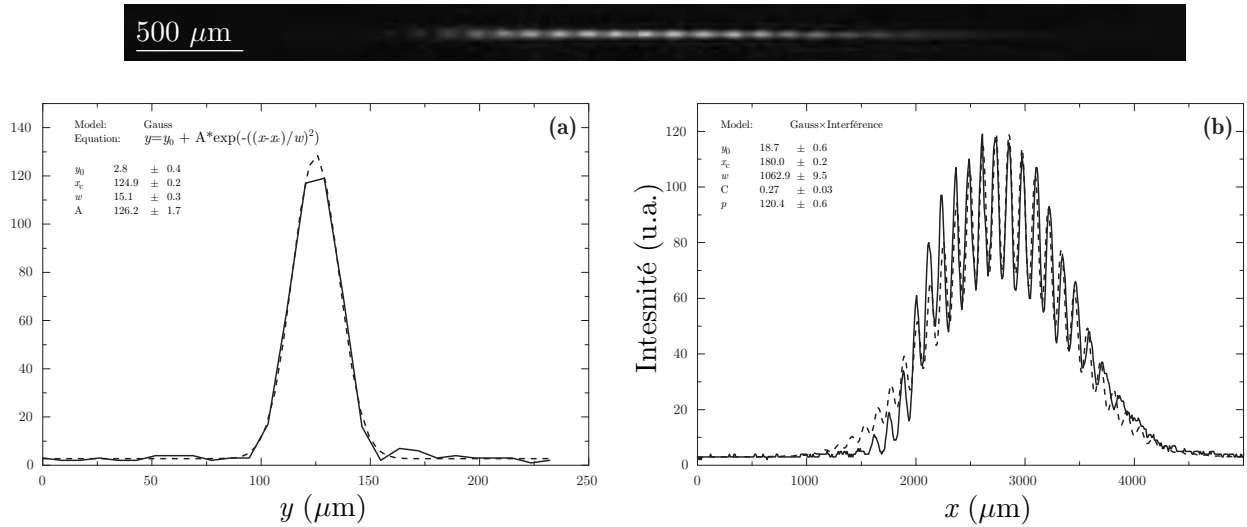 500 μm
(a)
Model: Gauss
Equation: y=y₀ + A*exp(-((x-x_c)/w)^2)
y₀ 2.8 ± 0.4
x_c 124.9 ± 0.2
w 15.1 ± 0.3
A 126.2 ± 1.7
140
120
100
80
60
40
20
0
0 50 100 150 200 250
y (μm)
(b)
Model: Gauss×Interférence
y₀ 18.7 ± 0.6
x_c 180.0 ± 0.2
w 1062.9 ± 9.5
C 0.27 ± 0.03
p 120.4 ± 0.6
Intesnité (u.a.)
120
100
80
60
40
20
0
0 1000 2000 3000 4000
x (μm)